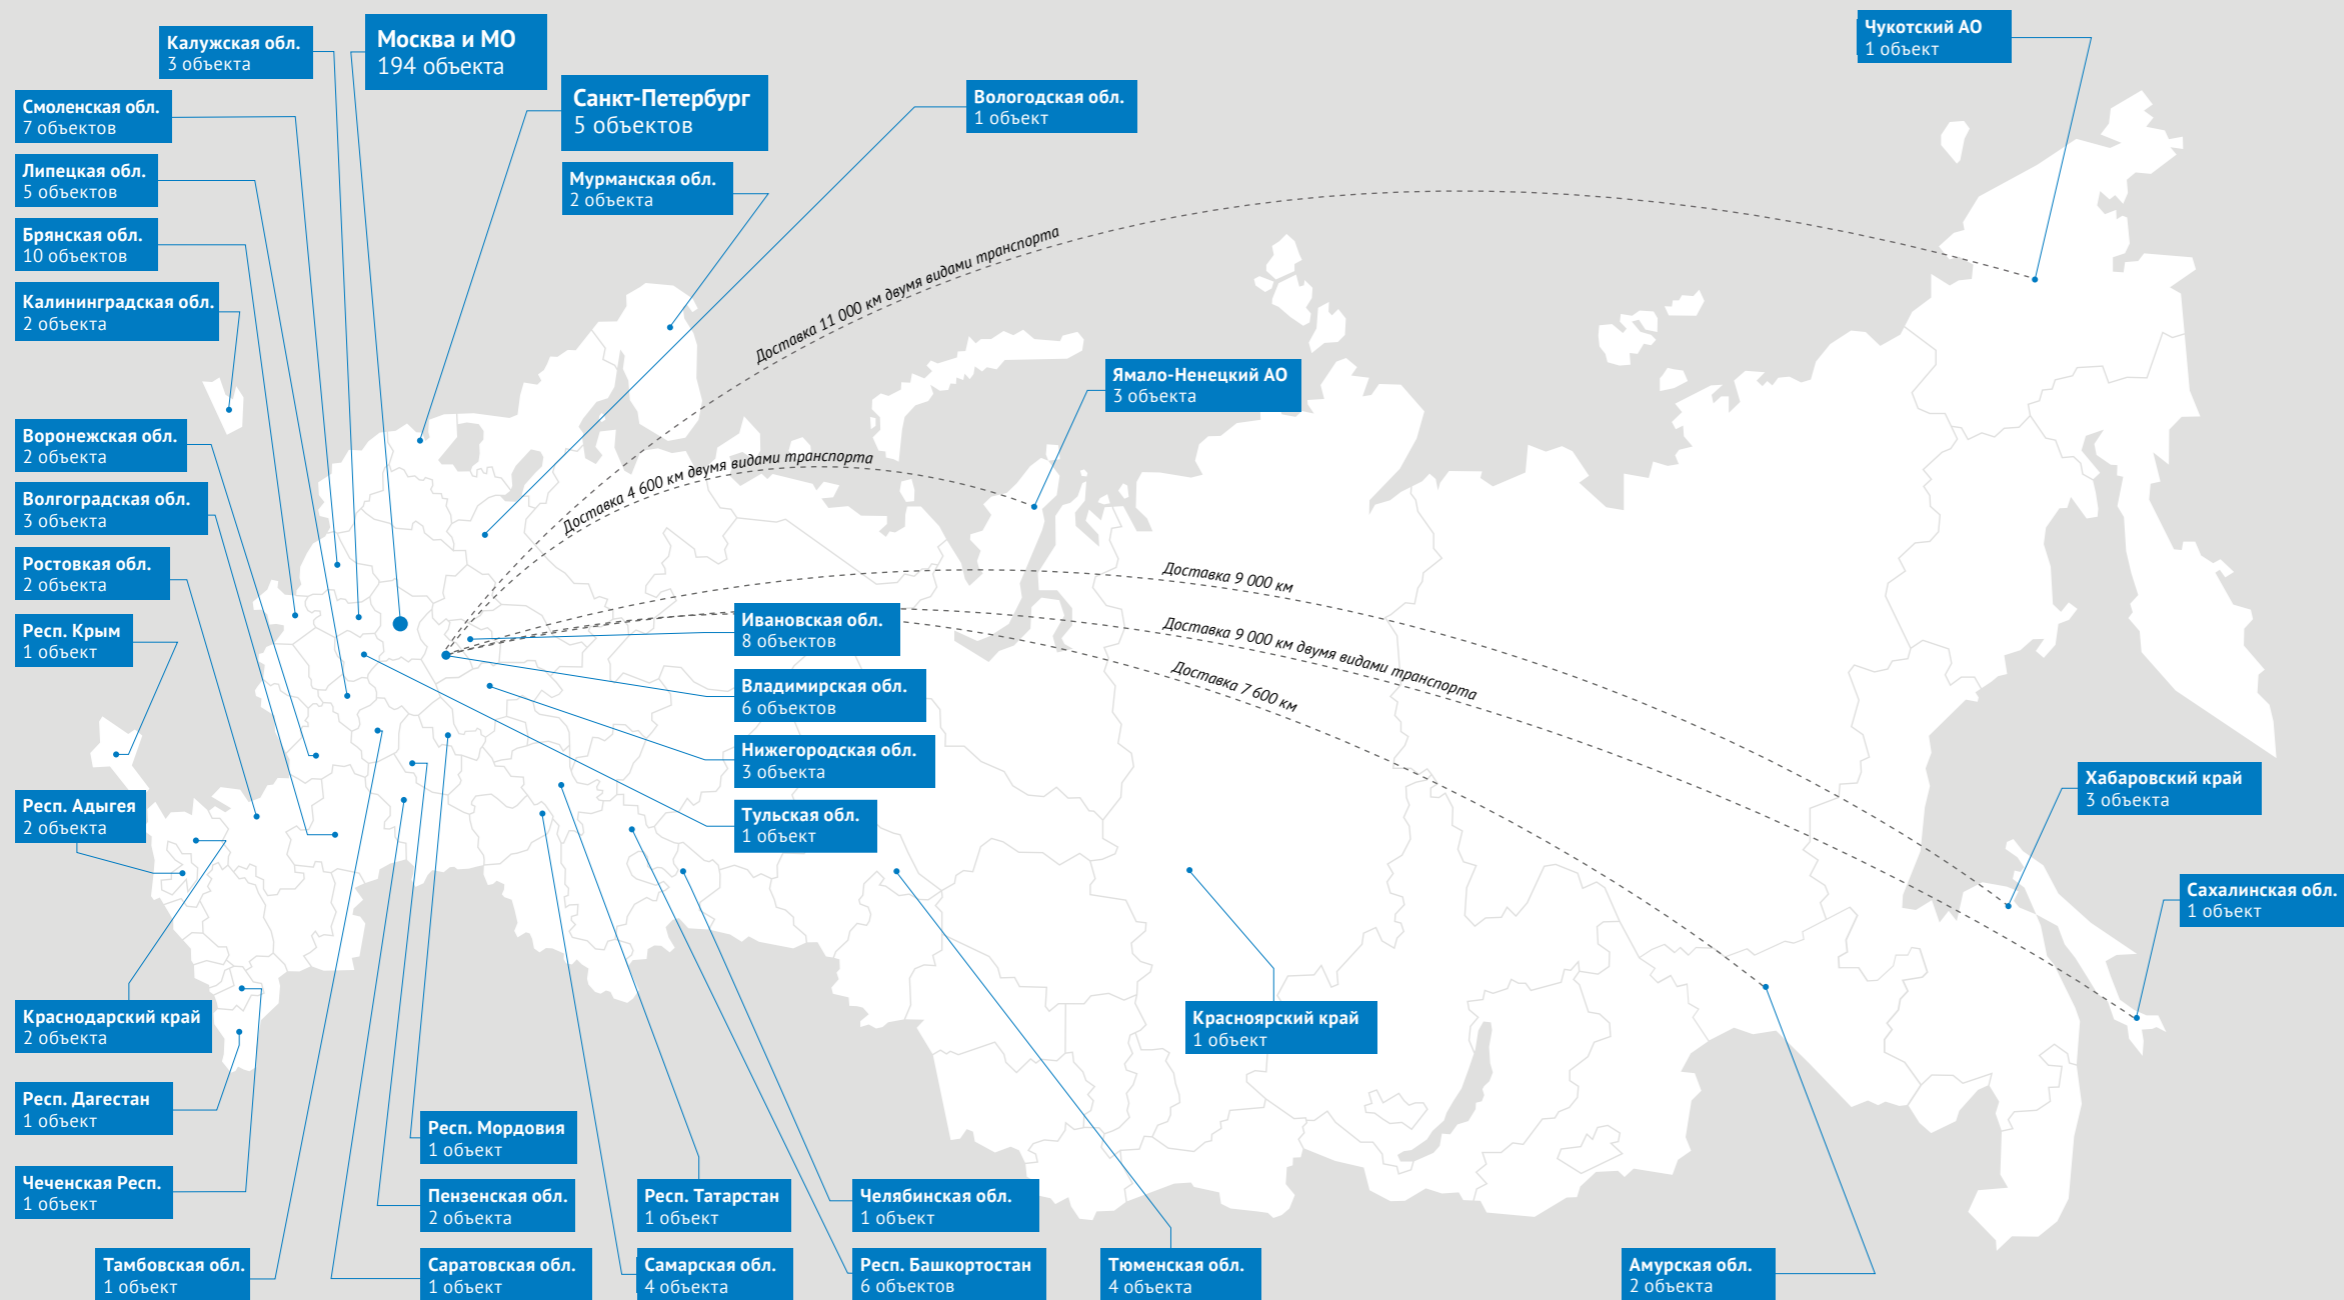 Калужская обл.
3 объекта
Москва и МО
194 объекта
Санкт-Петербург
5 объектов
Мурманская обл.
2 объекта
Вологодская обл.
1 объект
Чукотский АО
1 объект
Смоленская обл.
7 объектов
Липецкая обл.
5 объектов
Брянская обл.
10 объектов
Калининградская обл.
2 объекта
Воронежская обл.
2 объекта
Волгоградская обл.
3 объекта
Ростовкая обл.
2 объекта
Респ. Крым
1 объект
Респ. Адыгея
2 объекта
Краснодарский край
2 объекта
Респ. Дагестан
1 объект
Чеченская Респ.
1 объект
Тамбовская обл.
1 объект
Доставка 11 000 км двумя видами транспорта
Доставка 4 600 км двумя видами транспорта
Ямало-Ненецкий АО
3 объекта
Доставка 9 000 км
Доставка 9 000 км двумя видами транспорта
Доставка 7 600 км
Ивановская обл.
8 объектов
Владимирская обл.
6 объектов
Нижегородская обл.
3 объекта
Тульская обл.
1 объект
Хабаровский край
3 объекта
Сахалинская обл.
1 объект
Красноярский край
1 объект
Респ. Мордовия
1 объект
Пензенская обл.
2 объекта
Саратовская обл.
1 объект
Респ. Татарстан
1 объект
Самарская обл.
4 объекта
Челябинская обл.
1 объект
Респ. Башкортостан
6 объектов
Тюменская обл.
4 объекта
Амурская обл.
2 объекта